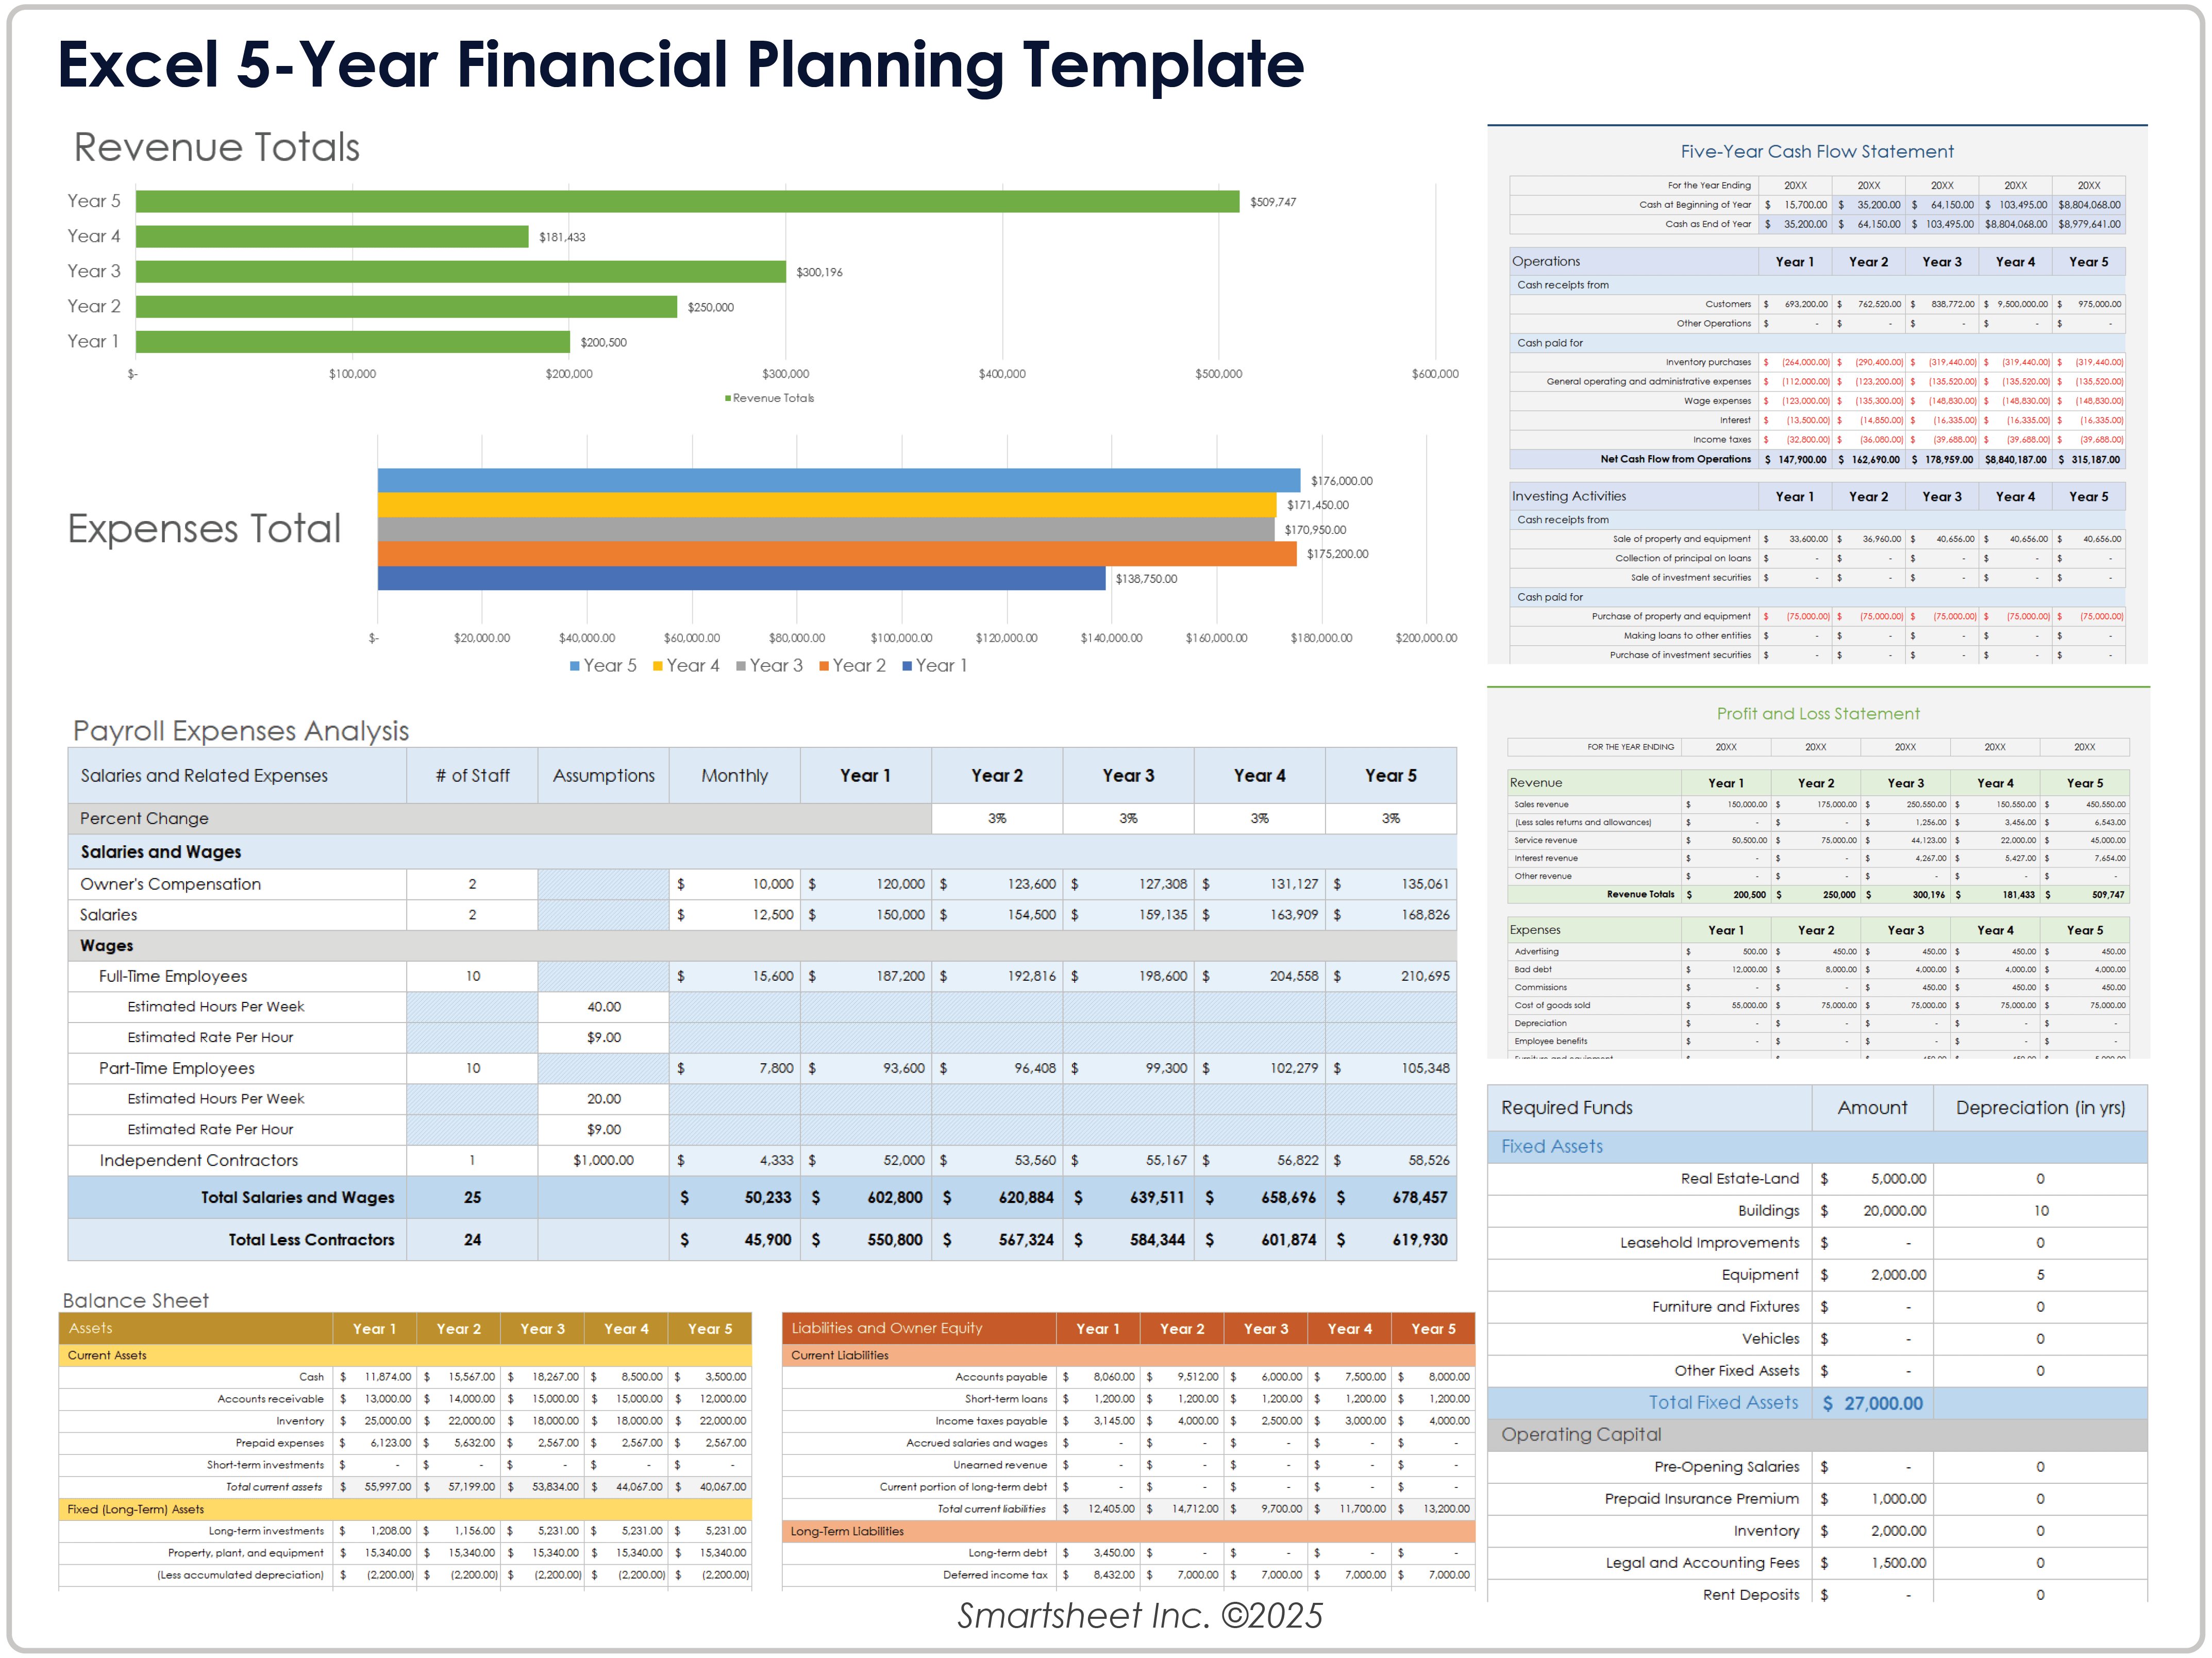 Excel 5-Year Financial Planning Template
Revenue Totals
Year 5 $509,747
Year 4 $181,433
Year 3 $300,196
Year 2 $250,000
Year 1 $200,500
$- $100,000 $200,000 $300,000 $400,000 $500,000 $600,000
Revenue Totals
Expenses Total
$176,000.00
$171,450.00
$170,950.00
$175,200.00
$138,750.00
$- $20,000.00 $40,000.00 $60,000.00 $80,000.00 $100,000.00 $120,000.00 $140,000.00 $160,000.00 $180,000.00 $200,000.00
Year 5 Year 4 Year 3 Year 2 Year 1
Payroll Expenses Analysis
Salaries and Related Expenses # of Staff Assumptions Monthly Year 1 Year 2 Year 3 Year 4 Year 5
Percent Change 3% 3% 3% 3%
Salaries and Wages
Owner's Compensation 2 $ 10,000 $ 120,000 $ 123,600 $ 127,308 $ 131,127 $ 135,061
Salaries 2 $ 12,500 $ 150,000 $ 154,500 $ 159,135 $ 163,909 $ 168,826
Wages
Full-Time Employees 10 $ 15,600 $ 187,200 $ 192,816 $ 198,600 $ 204,558 $ 210,695
Estimated Hours Per Week 40.00
Estimated Rate Per Hour $9.00
Part-Time Employees 10 $ 7,800 $ 93,600 $ 96,408 $ 99,300 $ 102,279 $ 105,348
Estimated Hours Per Week 20.00
Estimated Rate Per Hour $9.00
Independent Contractors 1 $1,000.00 $ 4,333 $ 52,000 $ 53,560 $ 55,167 $ 56,822 $ 58,526
Total Salaries and Wages 25 $ 50,233 $ 602,800 $ 620,884 $ 639,511 $ 658,696 $ 678,457
Total Less Contractors 24 $ 45,900 $ 550,800 $ 567,324 $ 584,344 $ 601,874 $ 619,930
Balance Sheet
Assets Year 1 Year 2 Year 3 Year 4 Year 5
Current Assets
Cash $ 11,874.00 $ 15,567.00 $ 18,267.00 $ 8,500.00 $ 3,500.00
Accounts receivable $ 13,000.00 $ 14,000.00 $ 15,000.00 $ 15,000.00 $ 12,000.00
Inventory $ 25,000.00 $ 22,000.00 $ 18,000.00 $ 18,000.00 $ 22,000.00
Prepaid expenses $ 6,123.00 $ 5,632.00 $ 2,567.00 $ 2,567.00 $ 2,567.00
Short-term investments $ - $ - $ - $ - $ -
Total current assets $ 55,997.00 $ 57,199.00 $ 53,834.00 $ 44,067.00 $ 40,067.00
Fixed (Long-Term) Assets
Long-term investments $ 1,208.00 $ 1,156.00 $ 5,231.00 $ 5,231.00 $ 5,231.00
Property, plant, and equipment $ 15,340.00 $ 15,340.00 $ 15,340.00 $ 15,340.00 $ 15,340.00
(Less accumulated depreciation) $ (2,200.00) $ (2,200.00) $ (2,200.00) $ (2,200.00) $ (2,200.00)
Liabilities and Owner Equity Year 1 Year 2 Year 3 Year 4 Year 5
Current Liabilities
Accounts payable $ 8,060.00 $ 9,512.00 $ 6,000.00 $ 7,500.00 $ 8,000.00
Short-term loans $ 1,200.00 $ 1,200.00 $ 1,200.00 $ 1,200.00 $ 1,200.00
Income taxes payable $ 3,145.00 $ 4,000.00 $ 2,500.00 $ 3,000.00 $ 4,000.00
Accrued salaries and wages $ - $ - $ - $ - $ -
Unearned revenue $ - $ - $ - $ - $ -
Current portion of long-term debt $ - $ - $ - $ - $ -
Total current liabilities $ 12,405.00 $ 14,712.00 $ 9,700.00 $ 11,700.00 $ 13,200.00
Long-Term Liabilities
Long-term debt $ 3,450.00 $ - $ - $ - $ -
Deferred income tax $ 8,432.00 $ 7,000.00 $ 7,000.00 $ 7,000.00 $ 7,000.00
Five-Year Cash Flow Statement
For the Year Ending 20XX 20XX 20XX 20XX 20XX
Cash at Beginning of Year $ 15,700.00 $ 35,200.00 $ 64,150.00 $ 103,495.00 $8,804,068.00
Cash as End of Year $ 35,200.00 $ 64,150.00 $ 103,495.00 $8,804,068.00 $8,979,641.00
Operations Year 1 Year 2 Year 3 Year 4 Year 5
Cash receipts from
Customers $ 693,200.00 $ 762,520.00 $ 838,772.00 $ 9,500,000.00 $ 975,000.00
Other Operations $ - $ - $ - $ - $ -
Cash paid for
Inventory purchases $ (264,000.00) $ (290,400.00) $ (319,440.00) $ (319,440.00) $ (319,440.00)
General operating and administrative expenses $ (112,000.00) $ (123,200.00) $ (135,520.00) $ (135,520.00) $ (135,520.00)
Wage expenses $ (123,000.00) $ (135,300.00) $ (148,830.00) $ (148,830.00) $ (148,830.00)
Interest $ (13,500.00) $ (14,850.00) $ (16,335.00) $ (16,335.00) $ (16,335.00)
Income taxes $ (32,800.00) $ (36,080.00) $ (39,688.00) $ (39,688.00) $ (39,688.00)
Net Cash Flow from Operations $ 147,900.00 $ 162,690.00 $ 178,959.00 $8,840,187.00 $ 315,187.00
Investing Activities Year 1 Year 2 Year 3 Year 4 Year 5
Cash receipts from
Sale of property and equipment $ 33,600.00 $ 36,960.00 $ 40,656.00 $ 40,656.00 $ 40,656.00
Collection of principal on loans $ - $ - $ - $ - $ -
Sale of investment securities $ - $ - $ - $ - $ -
Cash paid for
Purchase of property and equipment $ (75,000.00) $ (75,000.00) $ (75,000.00) $ (75,000.00) $ (75,000.00)
Making loans to other entities $ - $ - $ - $ - $ -
Purchase of investment securities $ - $ - $ - $ - $ -
Profit and Loss Statement
FOR THE YEAR ENDING 20XX 20XX 20XX 20XX 20XX
Revenue Year 1 Year 2 Year 3 Year 4 Year 5
Sales revenue $ 150,000.00 $ 175,000.00 $ 250,550.00 $ 150,550.00 $ 450,550.00
(Less sales returns and allowances) $ - $ - $ 1,256.00 $ 3,456.00 $ 6,543.00
Service revenue $ 50,500.00 $ 75,000.00 $ 44,123.00 $ 22,000.00 $ 45,000.00
Interest revenue $ - $ - $ 4,267.00 $ 5,427.00 $ 7,654.00
Other revenue $ - $ - $ - $ - $ -
Revenue Totals $ 200,500 $ 250,000 $ 300,196 $ 181,433 $ 509,747
Expenses Year 1 Year 2 Year 3 Year 4 Year 5
Advertising $ 500.00 $ 450.00 $ 450.00 $ 450.00 $ 450.00
Bad debt $ 12,000.00 $ 8,000.00 $ 4,000.00 $ 4,000.00 $ 4,000.00
Commissions $ - $ - $ 450.00 $ 450.00 $ 450.00
Cost of goods sold $ 55,000.00 $ 75,000.00 $ 75,000.00 $ 75,000.00 $ 75,000.00
Depreciation $ - $ - $ - $ - $ -
Employee benefits $ - $ - $ - $ - $ -
Required Funds Amount Depreciation (in yrs)
Fixed Assets
Real Estate-Land $ 5,000.00 0
Buildings $ 20,000.00 10
Leasehold Improvements $ - 0
Equipment $ 2,000.00 5
Furniture and Fixtures $ - 0
Vehicles $ - 0
Other Fixed Assets $ - 0
Total Fixed Assets $ 27,000.00
Operating Capital
Pre-Opening Salaries $ - 0
Prepaid Insurance Premium $ 1,000.00 0
Inventory $ 2,000.00 0
Legal and Accounting Fees $ 1,500.00 0
Rent Deposits $ - 0
Smartsheet Inc. ©2025